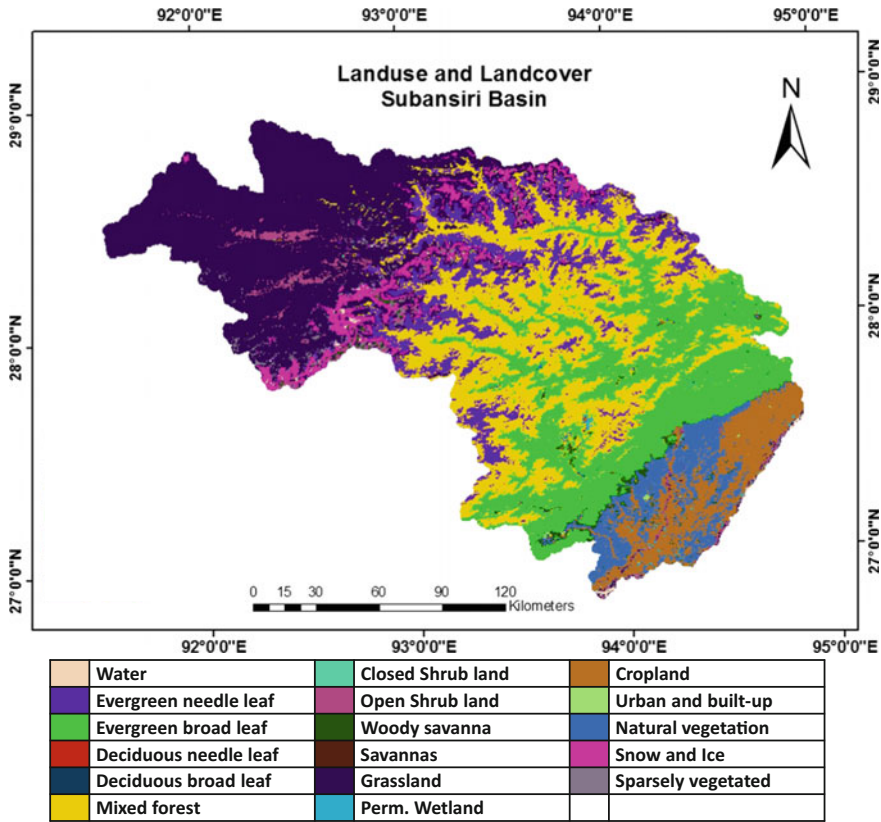 92°0'0"E 93°0'0"E 94°0'0"E 95°0'0"E
Landuse and Landcover
Subansiri Basin
N
29°0'0"N
28°0'0"N
27°0'0"N
29°0'0"N
28°0'0"N
27°0'0"N
0 15 30 60 90 120
Kilometers
92°0'0"E 93°0'0"E 94°0'0"E 95°0'0"E
Water Closed Shrub land Cropland
Evergreen needle leaf Open Shrub land Urban and built-up
Evergreen broad leaf Woody savanna Natural vegetation
Deciduous needle leaf Savannas Snow and Ice
Deciduous broad leaf Grassland Sparsely vegetated
Mixed forest Perm. Wetland